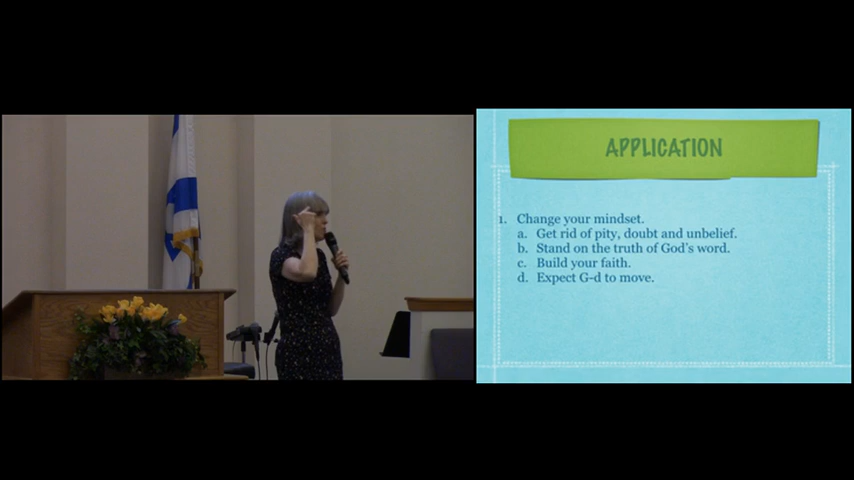 APPLICATION
1. Change your mindset.
a. Get rid of pity, doubt and unbelief.
b. Stand on the truth of God's word.
c. Build your faith.
d. Expect G-d to move.